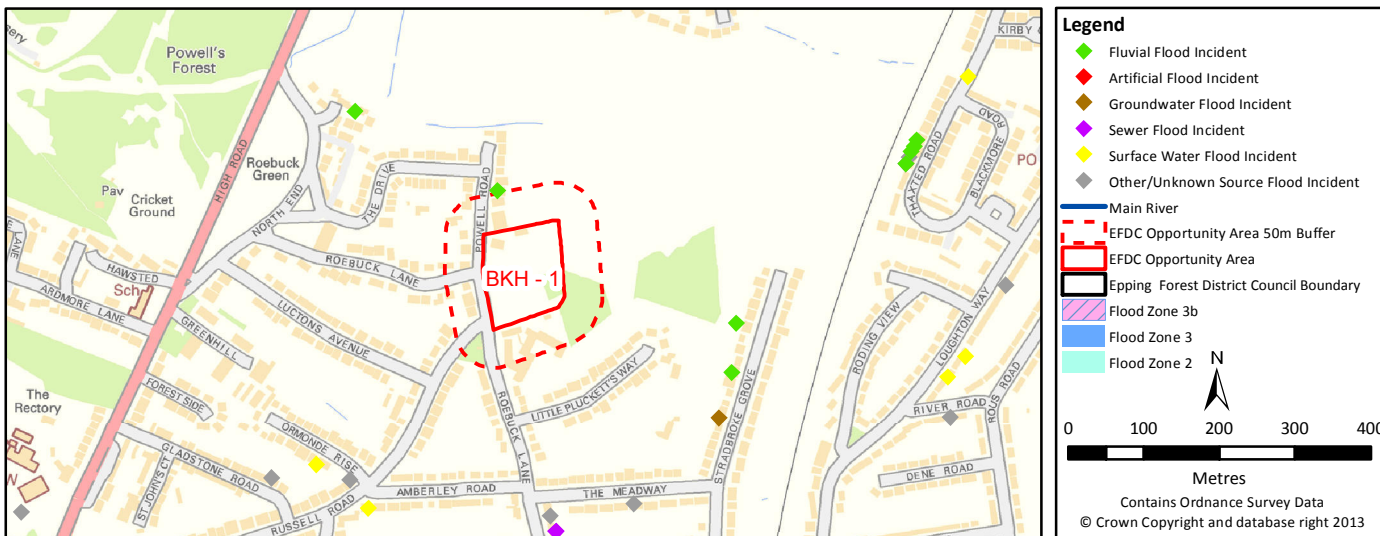 ery
Powell's
Forest
Roebuck
Green
Pav
Cricket
Ground
HIGH ROAD
NORTH END
THE DRIVE
POWELL ROAD
ROEBUCK LANE
BKH - 1
E LANE
HAWSTED
Sch
ARDMORE LANE
GREENHILL
LUCTONS AVENUE
FOREST SIDE
The
Rectory
W
ST JOHN'S CT
GLADSTONE ROAD
ORMONDE RISE
RUSSELL ROAD
AMBERLEY ROAD
ROEBUCK LANE
LITTLE PLUCKETT'S WAY
THE MEADWAY
STRADBROKE GROVE
KIRBY
THAXTED ROAD
BLACKMORE
ROAD
PO
RODING VIEW
LOUGHTON WAY
RIVER ROAD
ROUS ROAD
DENE ROAD
Legend
Fluvial Flood Incident
Artificial Flood Incident
Groundwater Flood Incident
Sewer Flood Incident
Surface Water Flood Incident
Other/Unknown Source Flood Incident
Main River
EFDC Opportunity Area 50m Buffer
EFDC Opportunity Area
Epping Forest District Council Boundary
Flood Zone 3b
Flood Zone 3
Flood Zone 2
N
0 100 200 300 400
Metres
Contains Ordnance Survey Data
© Crown Copyright and database right 2013